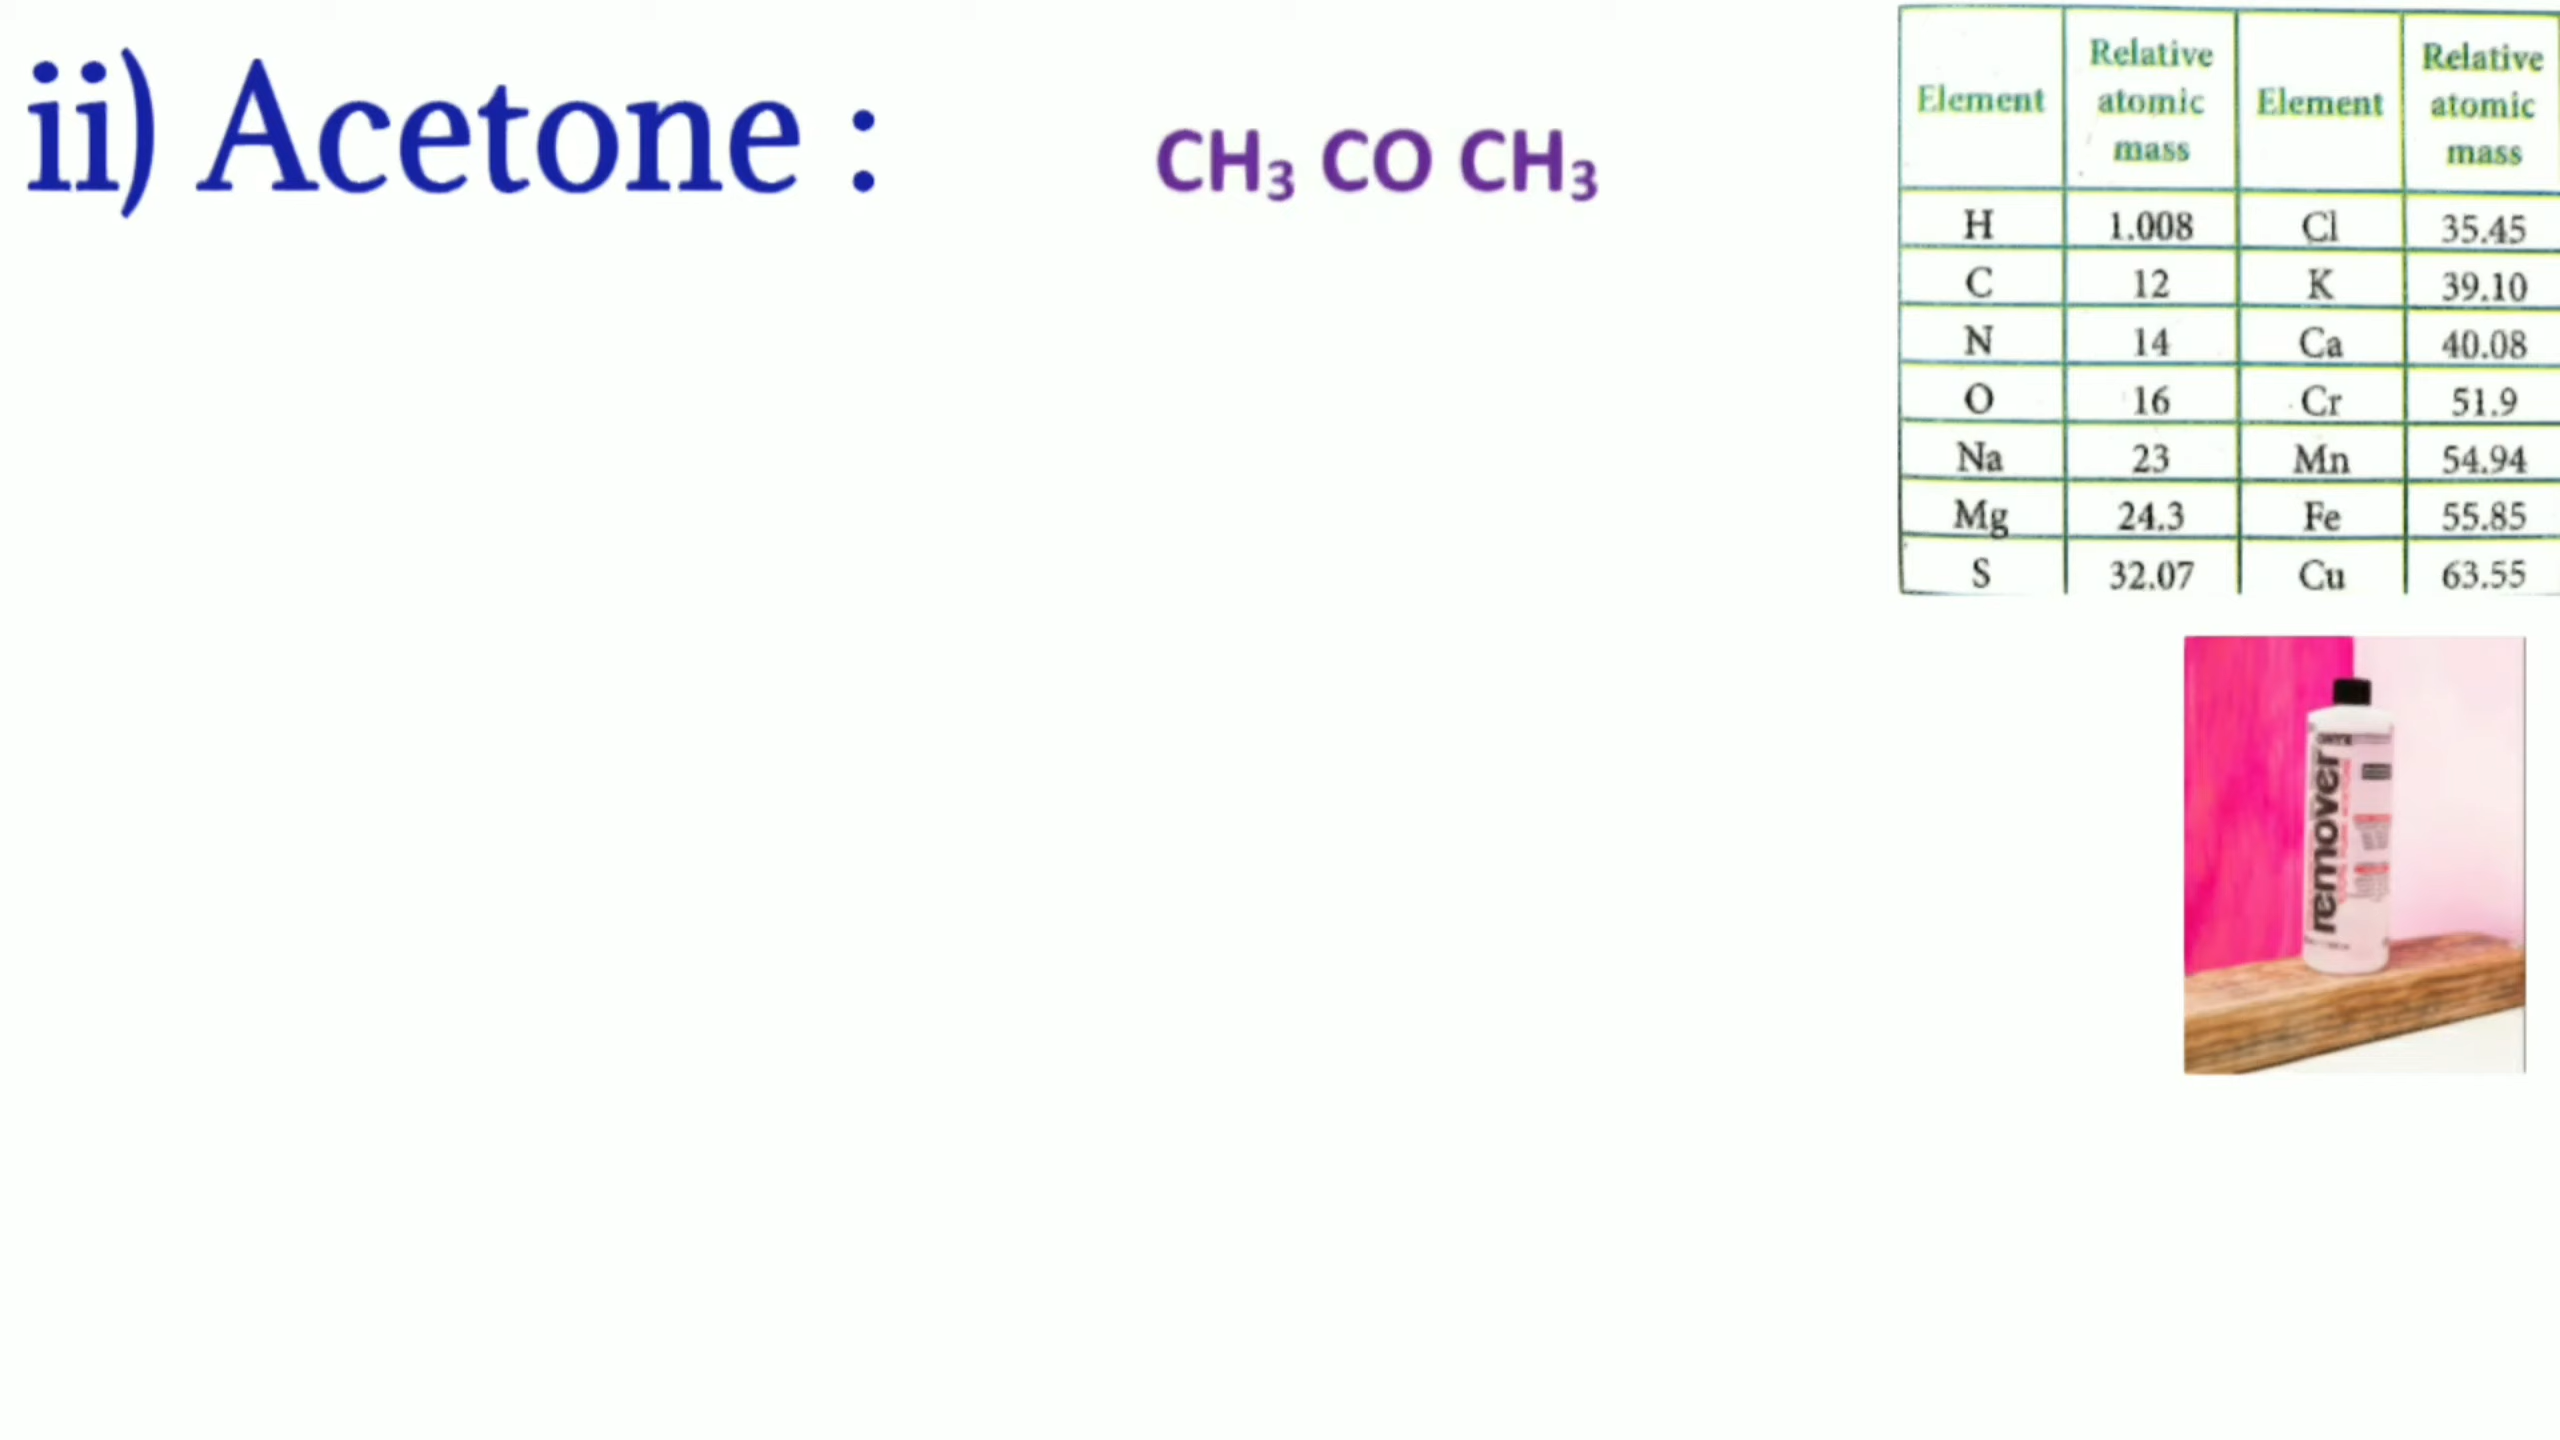 ii) Acetone :
CH₃ CO CH₃
Element Relative atomic mass Element Relative atomic mass
H 1.008 Cl 35.45
C 12 K 39.10
N 14 Ca 40.08
O 16 Cr 51.9
Na 23 Mn 54.94
Mg 24.3 Fe 55.85
S 32.07 Cu 63.55
remover